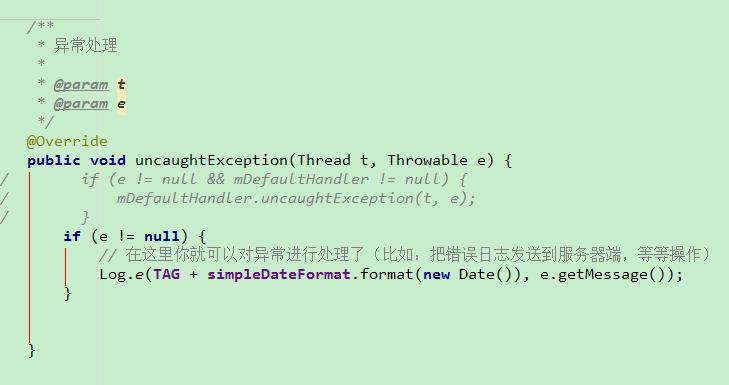 /**
 * 异常处理
 *
 * @param t
 * @param e
 */
@Override
public void uncaughtException(Thread t, Throwable e) {
/        if (e != null && mDefaultHandler != null) {
/            mDefaultHandler.uncaughtException(t, e);
/        }
    if (e != null) {
        // 在这里你就可以对异常进行处理了（比如：把错误日志发送到服务器端，等等操作）
        Log.e(TAG + simpleDateFormat.format(new Date()), e.getMessage());
    }
}